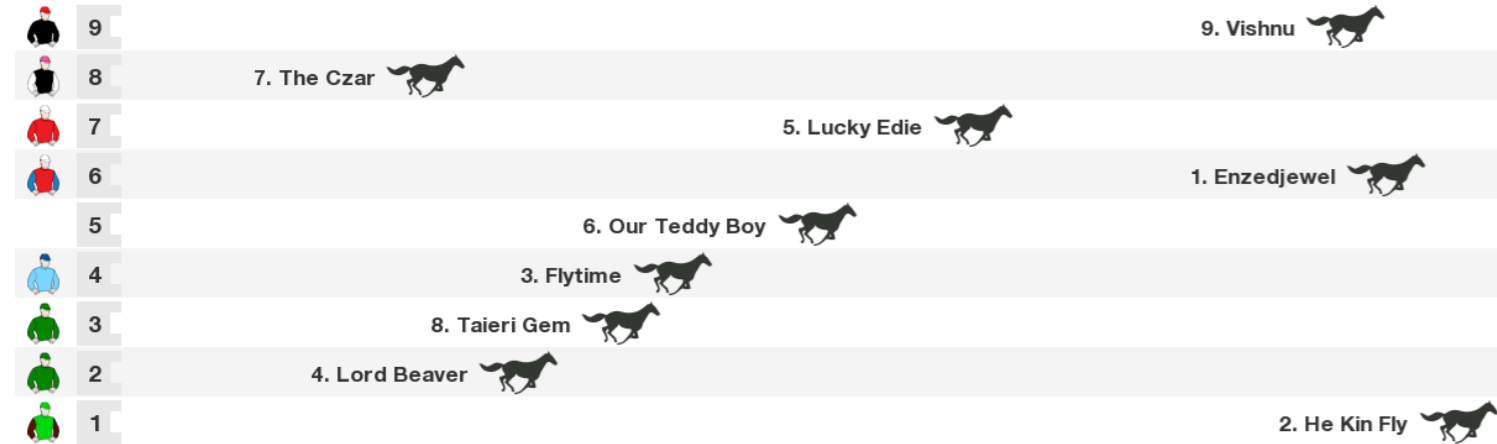 9 9. Vishnu
8 7. The Czar
7 5. Lucky Edie
6 1. Enzedjewel
5 6. Our Teddy Boy
4 3. Flytime
3 8. Taieri Gem
2 4. Lord Beaver
1 2. He Kin Fly